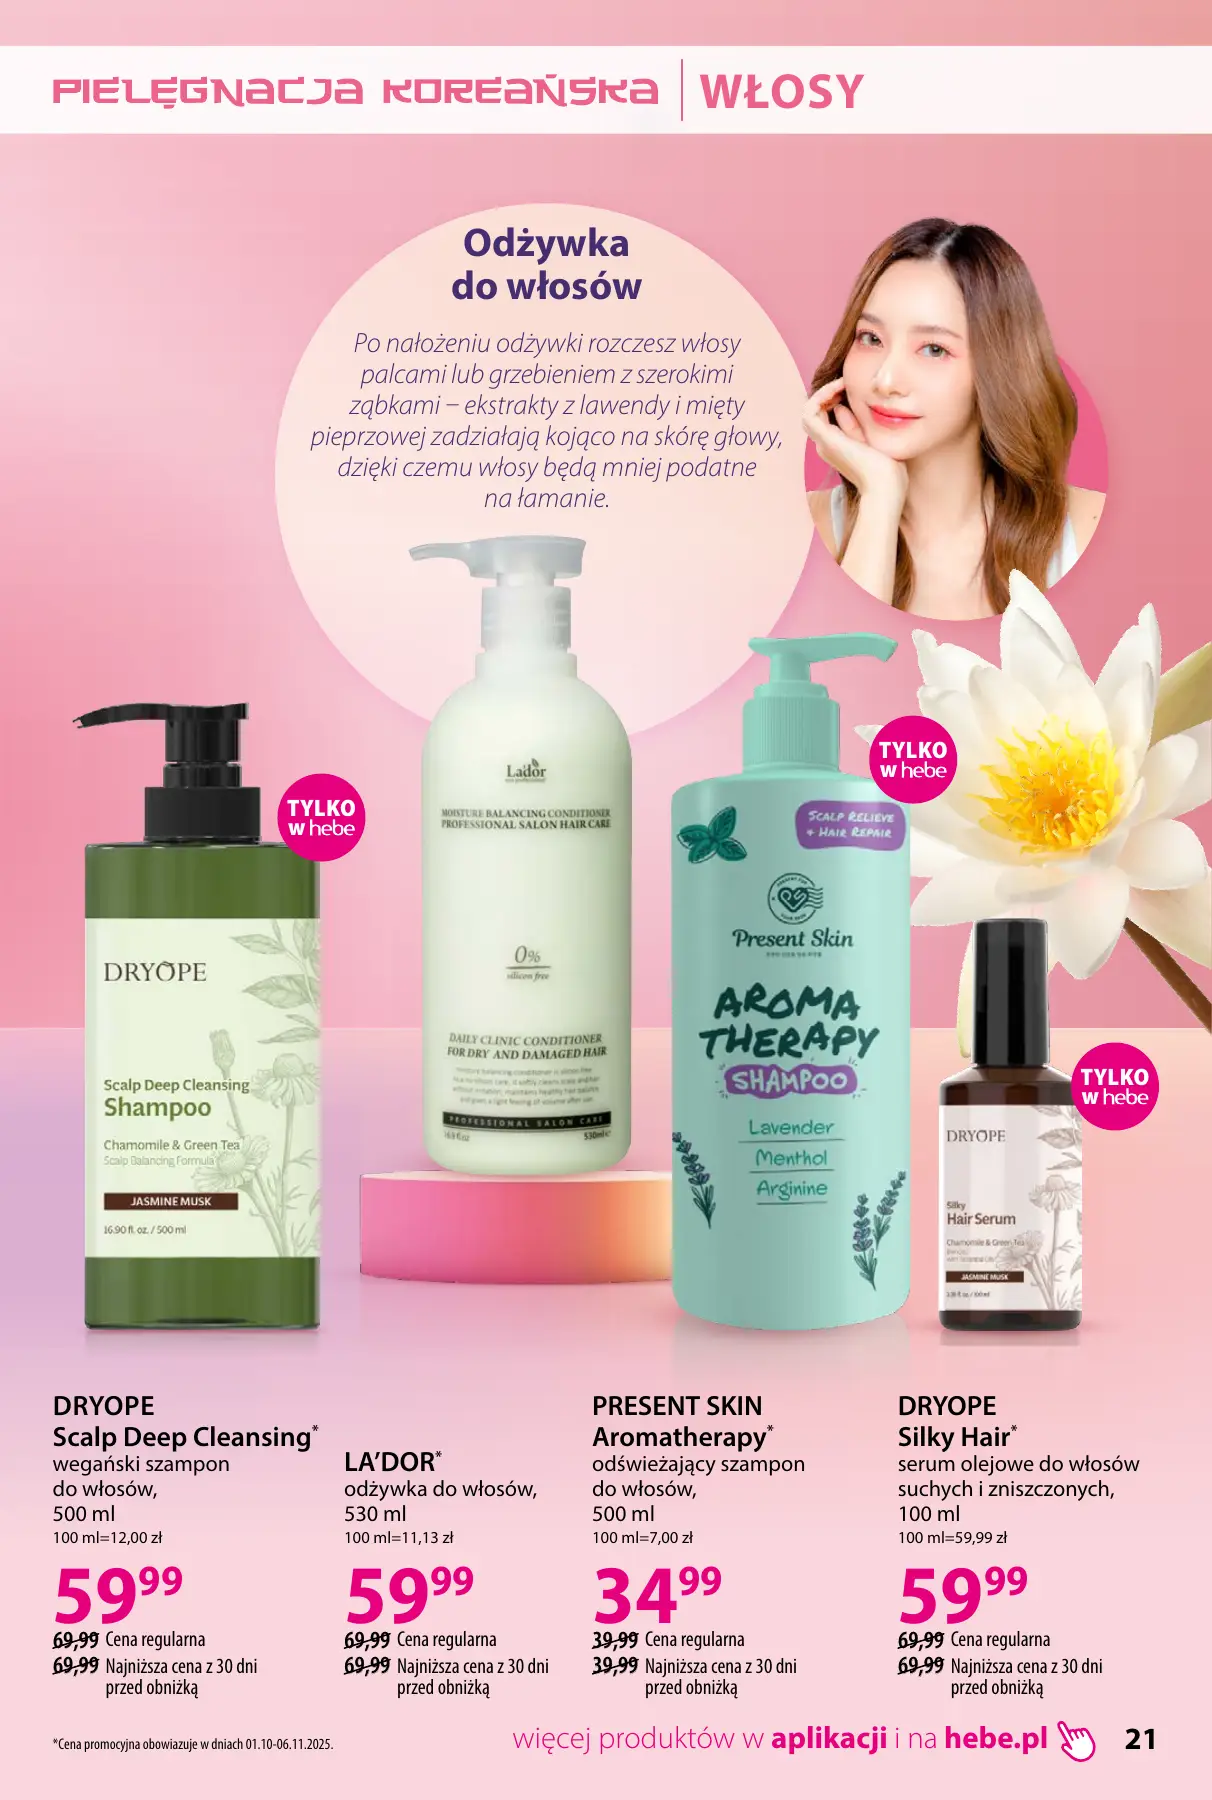 PIELĘGNACJA KOREAŃSKA WŁOSY
Odżywka
do włosów
Po nałożeniu odżywki rozczesz włosy
palcami lub grzebieniem z szerokimi
ząbkami – ekstrakty z lawendy i mięty
pieprzowej zadziałają kojąco na skórę głowy,
dzięki czemu włosy będą mniej podatne
na łamanie.
TYLKO
w hebe
DRYOPE
Scalp Deep Cleansing
Shampoo
Chamomile & Green Tea
Scalp Balancing Formula
JASMINE MUSK
16.90 fl. oz. / 500 ml
La'dor
MOISTURE BALANCING CONDITIONER
PROFESSIONAL SALON HAIR CARE
0%
silicon free
DAILY CLINIC CONDITIONER
FOR DRY AND DAMAGED HAIR
PROFESSIONAL SALON CARE
530ml
TYLKO
w hebe
SCALP RELIEVE
+ HAIR REPAIR
Present Skin
AROMA
THERAPY
SHAMPOO
Lavender
Menthol
Arginine
TYLKO
w hebe
DRYOPE
Silky
Hair Serum
Chamomile & Green Tea
JASMINE MUSK
DRYOPE
Scalp Deep Cleansing*
wegański szampon
do włosów,
500 ml
100 ml=12,00 zł
59 99
69,99 Cena regularna
69,99 Najniższa cena z 30 dni
przed obniżką
LA’DOR*
odżywka do włosów,
530 ml
100 ml=11,13 zł
59 99
69,99 Cena regularna
69,99 Najniższa cena z 30 dni
przed obniżką
PRESENT SKIN
Aromatherapy*
odświeżający szampon
do włosów,
500 ml
100 ml=7,00 zł
34 99
39,99 Cena regularna
39,99 Najniższa cena z 30 dni
przed obniżką
DRYOPE
Silky Hair*
serum olejowe do włosów
suchych i zniszczonych,
100 ml
100 ml=59,99 zł
59 99
69,99 Cena regularna
69,99 Najniższa cena z 30 dni
przed obniżką
*Cena promocyjna obowiazuje w dniach 01.10-06.11.2025.
więcej produktów w aplikacji i na hebe.pl
21